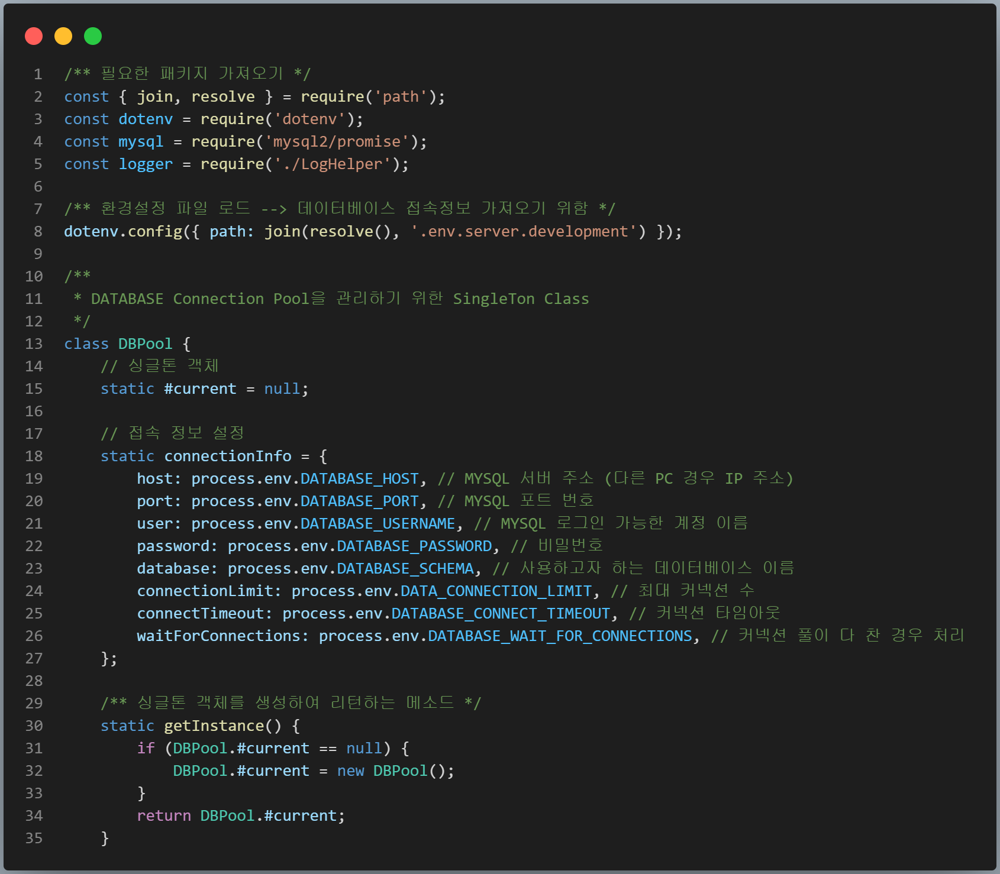 1 /** 필요한 패키지 가져오기 */
2 const { join, resolve } = require('path');
3 const dotenv = require('dotenv');
4 const mysql = require('mysql2/promise');
5 const logger = require('./LogHelper');
6
7 /** 환경설정 파일 로드 --> 데이터베이스 접속정보 가져오기 위함 */
8 dotenv.config({ path: join(resolve(), '.env.server.development') });
9
10 /**
11  * DATABASE Connection Pool을 관리하기 위한 SingleTon Class
12  */
13 class DBPool {
14     // 싱글톤 객체
15     static #current = null;
16
17     // 접속 정보 설정
18     static connectionInfo = {
19         host: process.env.DATABASE_HOST, // MYSQL 서버 주소 (다른 PC 경우 IP 주소)
20         port: process.env.DATABASE_PORT, // MYSQL 포트 번호
21         user: process.env.DATABASE_USERNAME, // MYSQL 로그인 가능한 계정 이름
22         password: process.env.DATABASE_PASSWORD, // 비밀번호
23         database: process.env.DATABASE_SCHEMA, // 사용하고자 하는 데이터베이스 이름
24         connectionLimit: process.env.DATA_CONNECTION_LIMIT, // 최대 커넥션 수
25         connectTimeout: process.env.DATABASE_CONNECT_TIMEOUT, // 커넥션 타임아웃
26         waitForConnections: process.env.DATABASE_WAIT_FOR_CONNECTIONS, // 커넥션 풀이 다 찬 경우 처리
27     };
28
29     /** 싱글톤 객체를 생성하여 리턴하는 메소드 */
30     static getInstance() {
31         if (DBPool.#current == null) {
32             DBPool.#current = new DBPool();
33         }
34         return DBPool.#current;
35     }